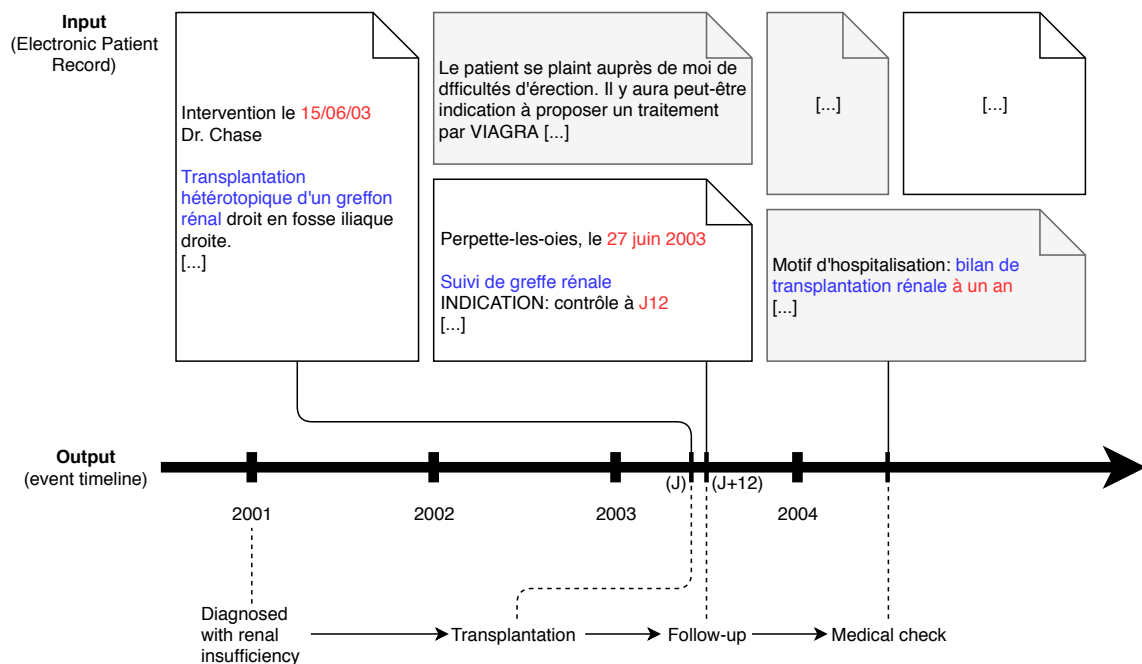 Input
(Electronic Patient
Record)
Intervention le 15/06/03
Dr. Chase
Transplantation
hétérotopique d'un greffon
rénal droit en fosse iliaque
droite.
[...]
Le patient se plaint auprès de moi de
dfficultés d'érection. Il y aura peut-être
indication à proposer un traitement
par VIAGRA [...]
Perpette-les-oies, le 27 juin 2003
Suivi de greffe rénale
INDICATION: contrôle à J12
[...]
[...]
[...]
Motif d'hospitalisation: bilan de
transplantation rénale à un an
[...]
Output
(event timeline)
(J)
(J+12)
2001
2002
2003
2004
Diagnosed
with renal
insufficiency
Transplantation
Follow-up
Medical check